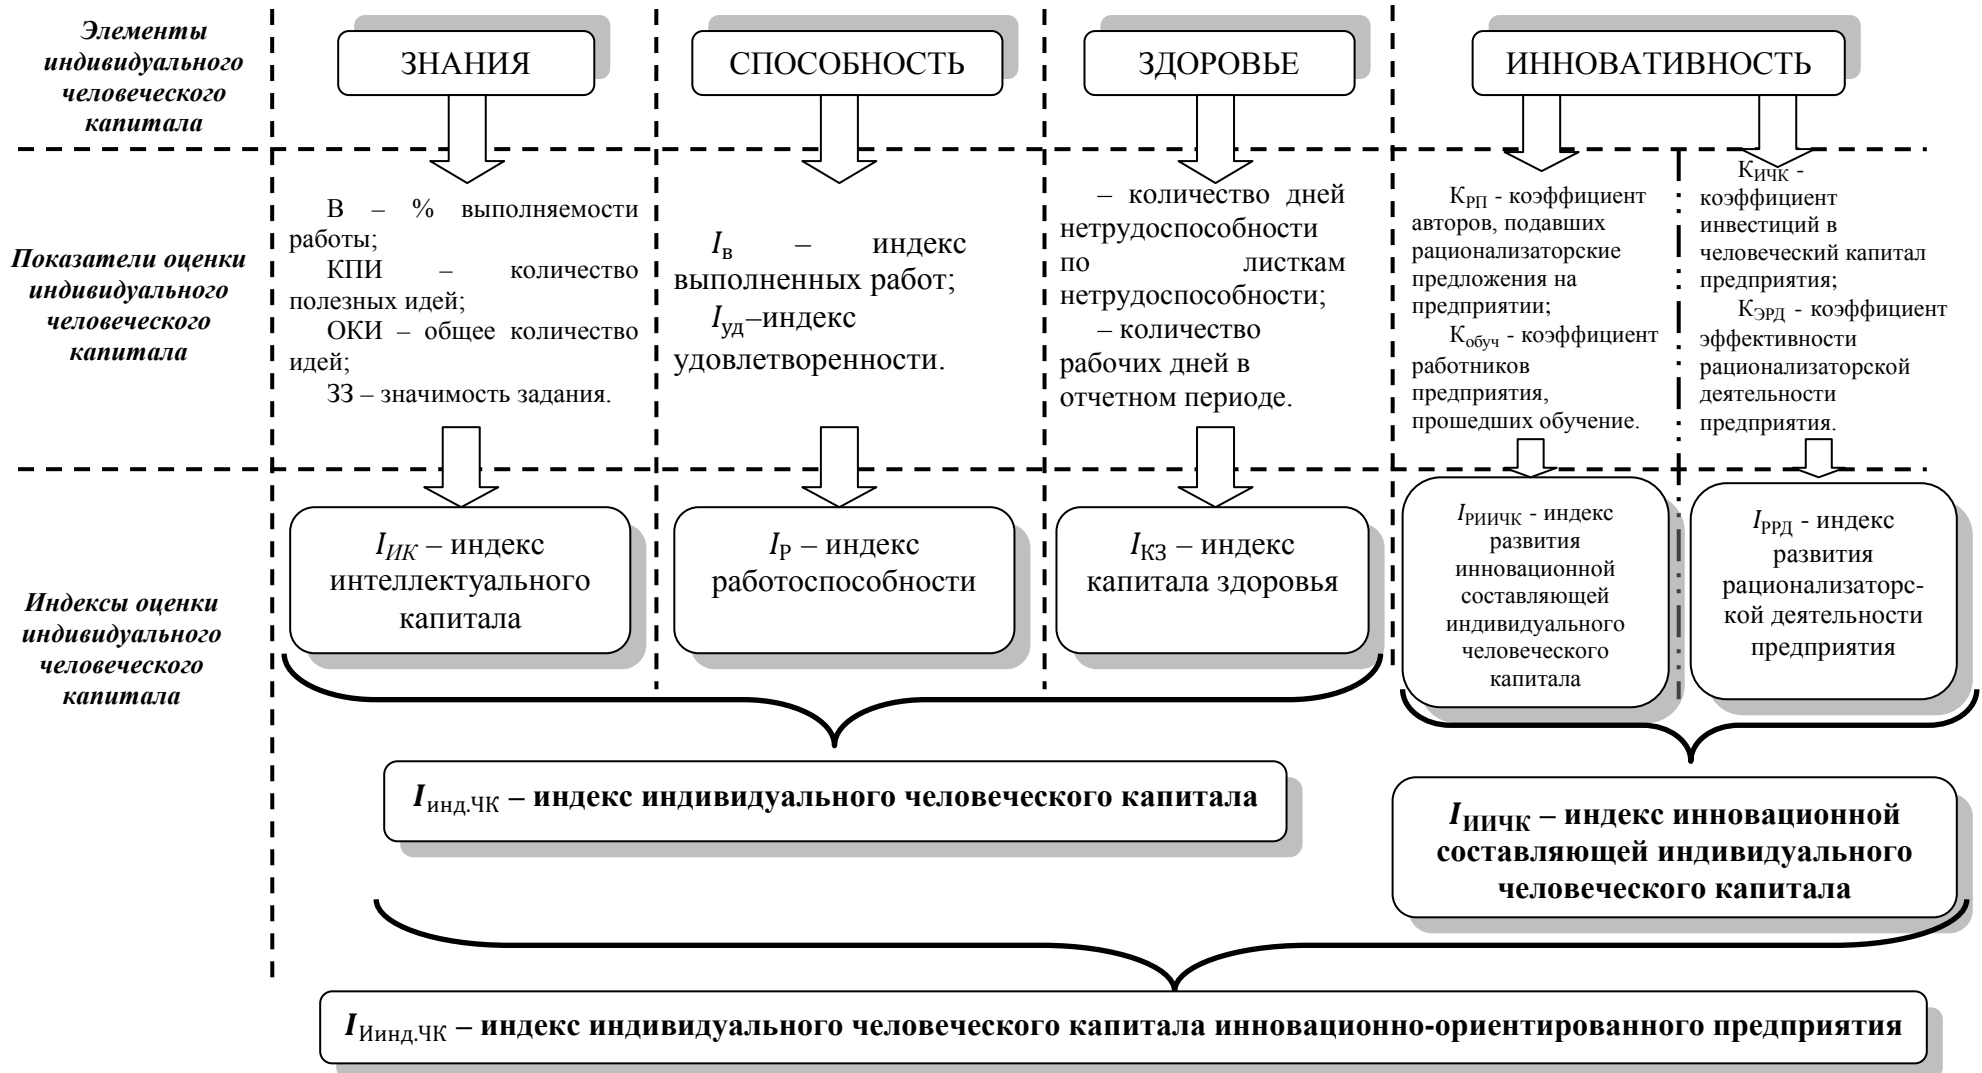 Элементы
индивидуального
человеческого
капитала
ЗНАНИЯ
СПОСОБНОСТЬ
ЗДОРОВЬЕ
ИННОВАТИВНОСТЬ
Показатели оценки
индивидуального
человеческого
капитала
В – % выполняемости
работы;
КПИ – количество
полезных идей;
ОКИ – общее количество
идей;
ЗЗ – значимость задания.
Iв – индекс
выполненных работ;
Iуд–индекс
удовлетворенности.
– количество дней
нетрудоспособности
по листкам
нетрудоспособности;
– количество
рабочих дней в
отчетном периоде.
КРП - коэффициент
авторов, подавших
рационализаторские
предложения на
предприятии;
Кобуч - коэффициент
работников
предприятия,
прошедших обучение.
КИЧК -
коэффициент
инвестиций в
человеческий капитал
предприятия;
КЭРД - коэффициент
эффективности
рационализаторской
деятельности
предприятия.
Индексы оценки
индивидуального
человеческого
капитала
IИК – индекс
интеллектуального
капитала
IР – индекс
работоспособности
IКЗ – индекс
капитала здоровья
IРИИЧК - индекс
развития
инновационной
составляющей
индивидуального
человеческого
капитала
IРРД - индекс
развития
рационализаторс-
кой деятельности
предприятия
Iинд.ЧК – индекс индивидуального человеческого капитала
IИИЧК – индекс инновационной
составляющей индивидуального
человеческого капитала
IИинд.ЧК – индекс индивидуального человеческого капитала инновационно-ориентированного предприятия